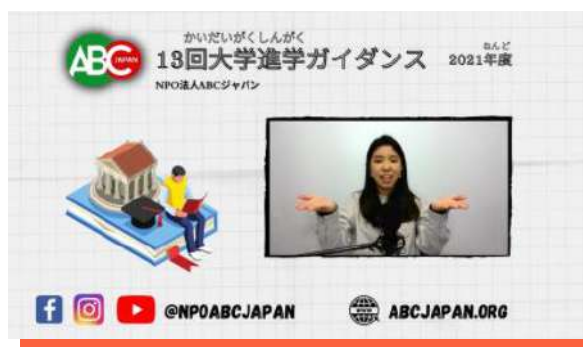 ABC JAPAN
かいだいがくしんがく
13回大学進学ガイダンス
ねんど
2021年度
NPO法人ABCジャパン
@NPOABCJAPAN
WWW
ABCJAPAN.ORG